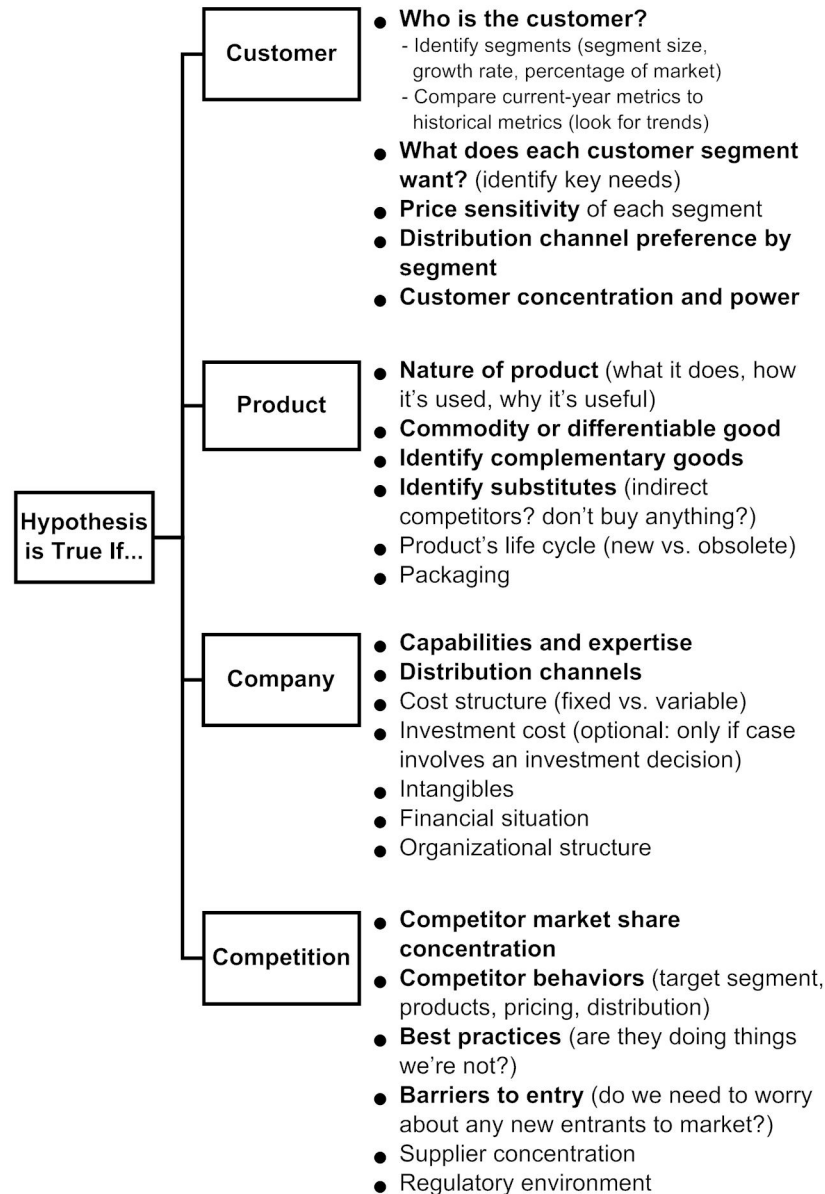 Hypothesis
is True If...
Customer
● Who is the customer?
- Identify segments (segment size,
growth rate, percentage of market)
- Compare current-year metrics to
historical metrics (look for trends)
● What does each customer segment
want? (identify key needs)
● Price sensitivity of each segment
● Distribution channel preference by
segment
● Customer concentration and power
Product
● Nature of product (what it does, how
it's used, why it's useful)
● Commodity or differentiable good
● Identify complementary goods
● Identify substitutes (indirect
competitors? don't buy anything?)
● Product's life cycle (new vs. obsolete)
● Packaging
Company
● Capabilities and expertise
● Distribution channels
● Cost structure (fixed vs. variable)
● Investment cost (optional: only if case
involves an investment decision)
● Intangibles
● Financial situation
● Organizational structure
Competition
● Competitor market share
concentration
● Competitor behaviors (target segment,
products, pricing, distribution)
● Best practices (are they doing things
we're not?)
● Barriers to entry (do we need to worry
about any new entrants to market?)
● Supplier concentration
● Regulatory environment